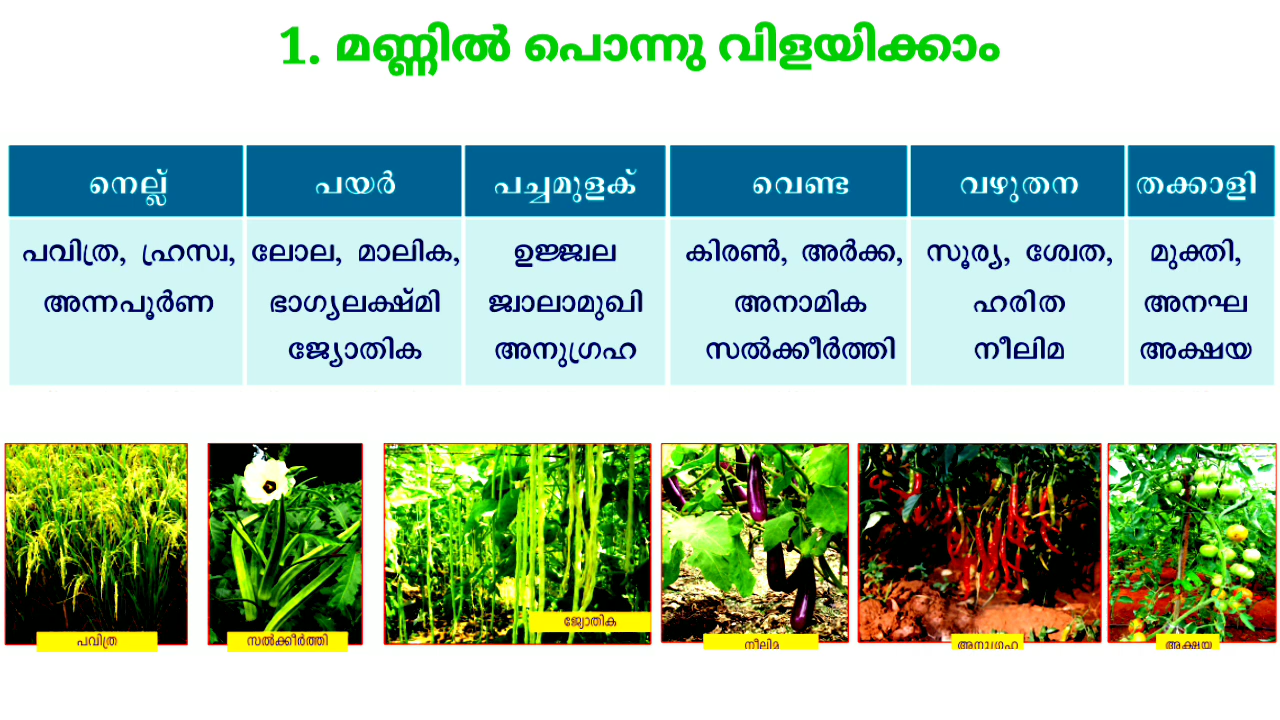 1. മണ്ണിൽ പൊന്നു വിളയിക്കാം
നെല്ല് പയർ പച്ചമുളക് വെണ്ട വഴുതന തക്കാളി
പവിത്ര, ഹ്രസ്വ, ലോല, മാലിക, ഉജ്ജ്വല കിരൺ, അർക്ക, സൂര്യ, ശ്വേത, മുക്തി,
അന്നപൂർണ ഭാഗ്യലക്ഷ്മി ജ്വാലാമുഖി അനാമിക ഹരിത അനഘ
ജ്യോതിക അനുഗ്രഹ സൽക്കീർത്തി നീലിമ അക്ഷയ
പവിത്ര സൽക്കീർത്തി ജ്യോതിക നീലിമ അനുഗ്രഹ അക്ഷയ